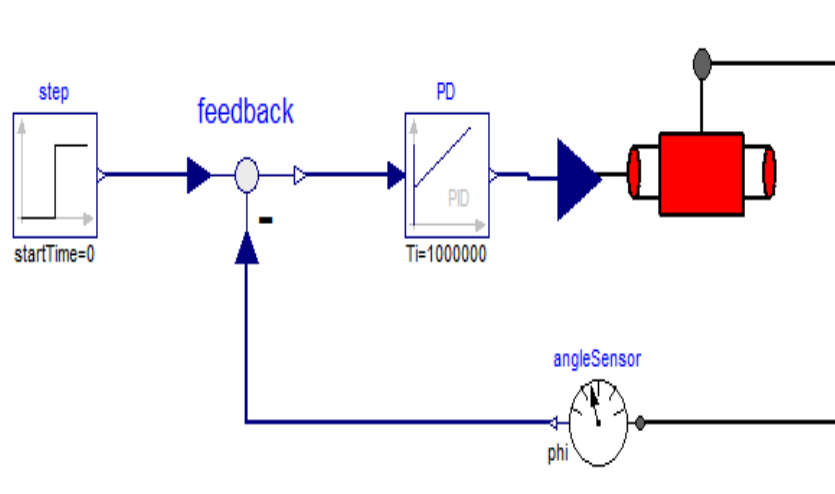 step
feedback
PD
PID
startTime=0
-
Ti=1000000
angleSensor
phi